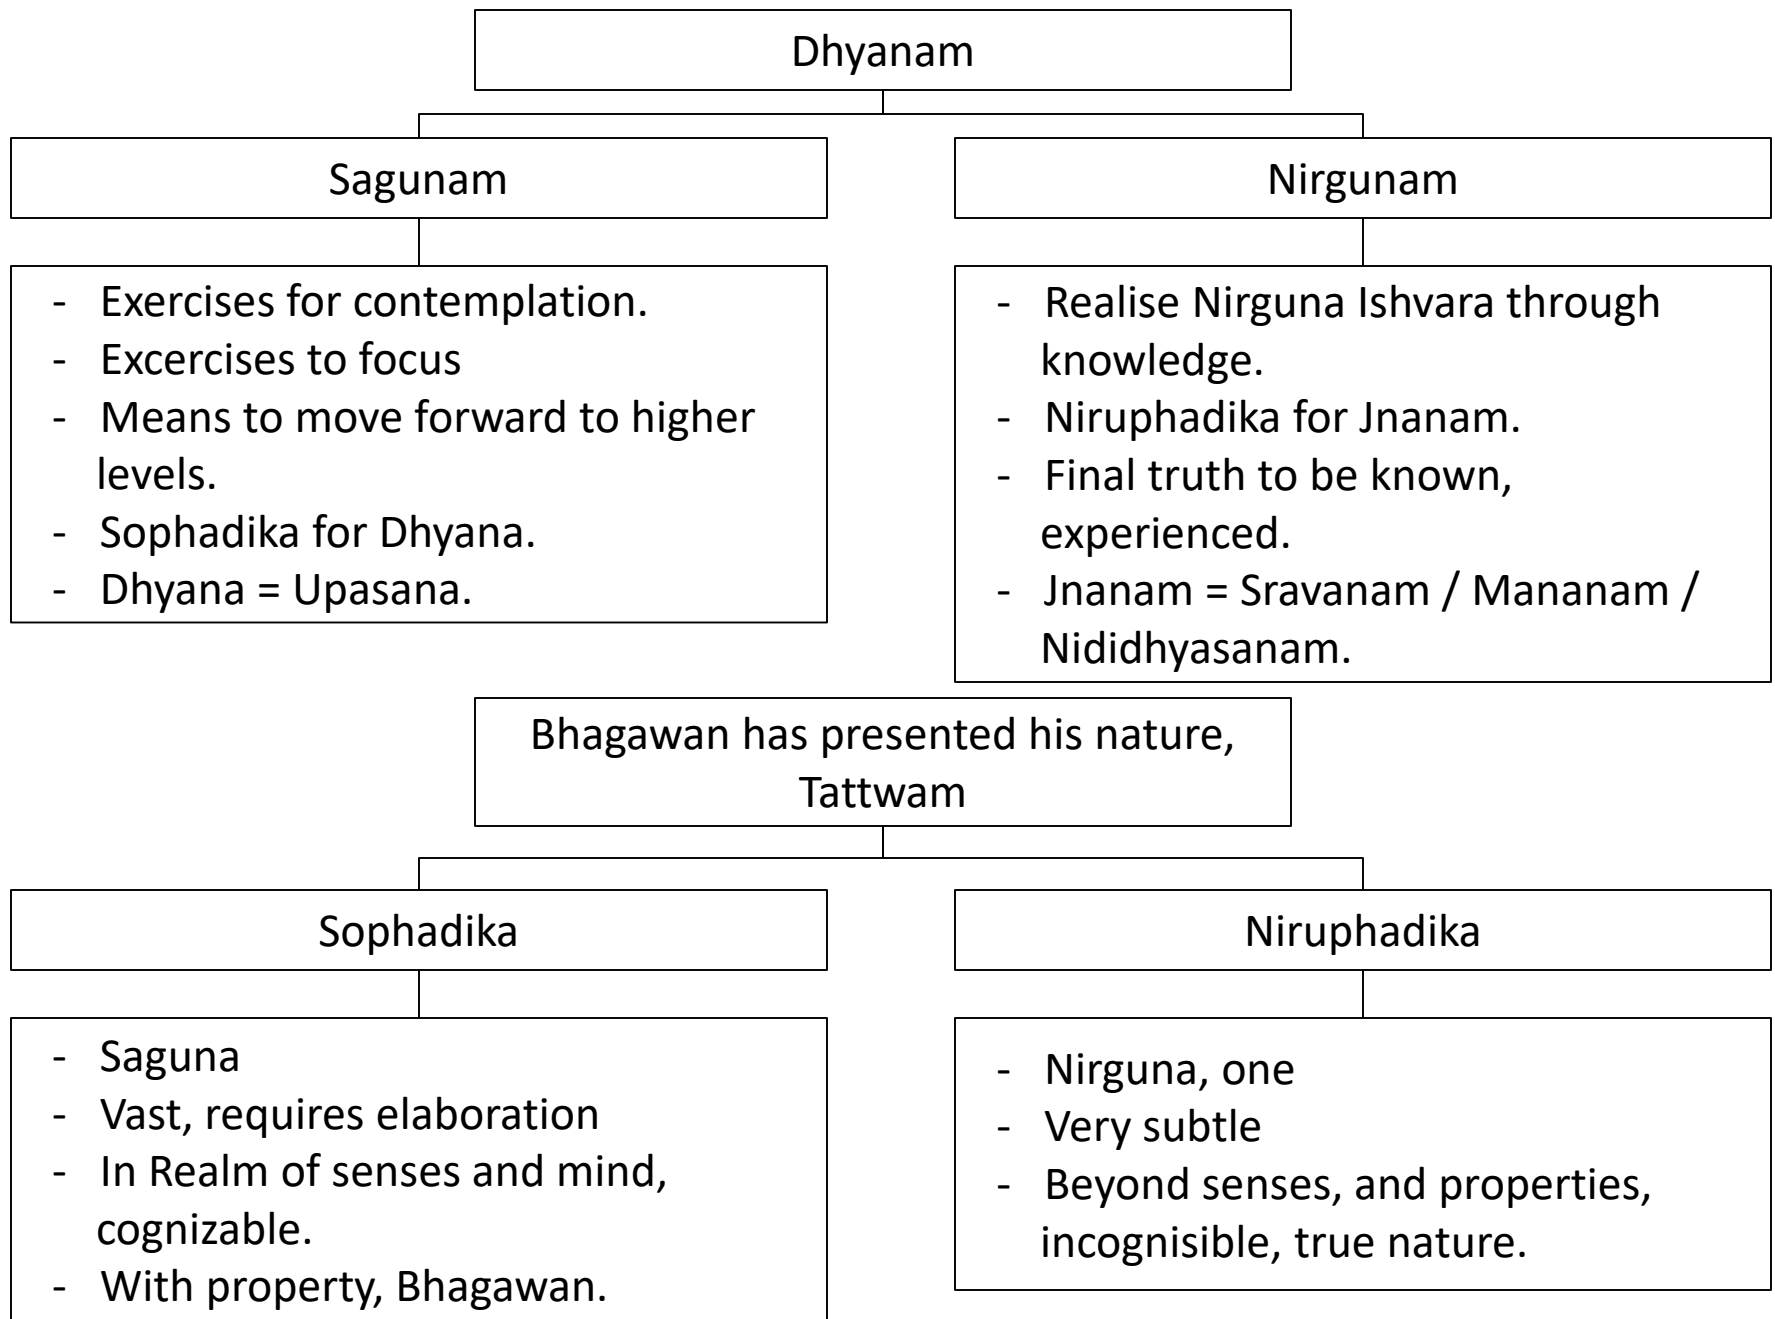 Dhyanam
Sagunam
- Exercises for contemplation.
- Excercises to focus
- Means to move forward to higher
levels.
- Sophadika for Dhyana.
- Dhyana = Upasana.
Nirgunam
- Realise Nirguna Ishvara through
knowledge.
- Niruphadika for Jnanam.
- Final truth to be known,
experienced.
- Jnanam = Sravanam / Mananam /
Nididhyasanam.
Bhagawan has presented his nature,
Tattwam
Sophadika
- Saguna
- Vast, requires elaboration
- In Realm of senses and mind,
cognizable.
- With property, Bhagawan.
Niruphadika
- Nirguna, one
- Very subtle
- Beyond senses, and properties,
incognisible, true nature.